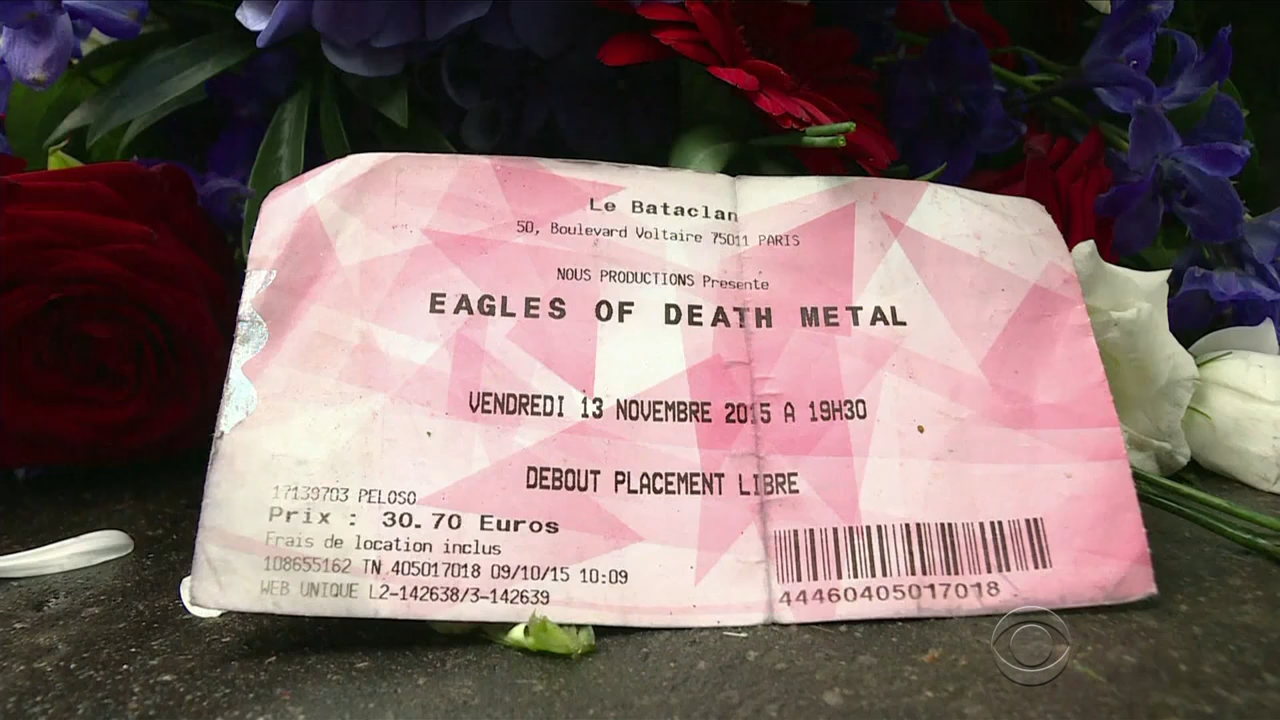 Le Bataclan
50, Boulevard Voltaire 75011 PARIS
NOUS PRODUCTIONS Presente
EAGLES OF DEATH METAL
VENDREDI 13 NOVEMBRE 2015 A 19H30
DEBOUT PLACEMENT LIBRE
17139703 PELOSO
Prix : 30.70 Euros
Frais de location inclus
108655162 TN 405017018 09/10/15 10:09
WEB UNIQUE L2-142638/3-142639
44460405017018